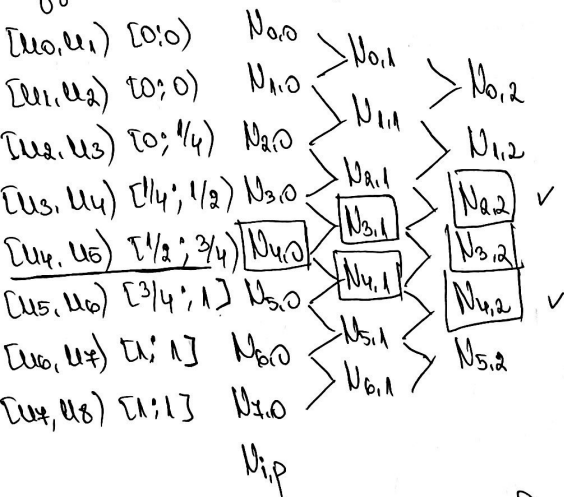 [u0,u1) [0;0) N0,0
N0,1
[u1,u2) [0;0) N1,0 N0,2
N1,1
[u2,u3) [0;1/4) N2,0 N1,2
N2,1
[u3,u4) [1/4;1/2) N3,0 N2,2 ✓
N3,1
[u4,u5) [1/2;3/4) N4,0 N3,2
N4,1
[u5,u6) [3/4;1] N5,0 N4,2 ✓
N5,1
[u6,u7) [1;1] N6,0 N5,2
N6,1
[u7,u8) [1;1] N7,0
Ni,p